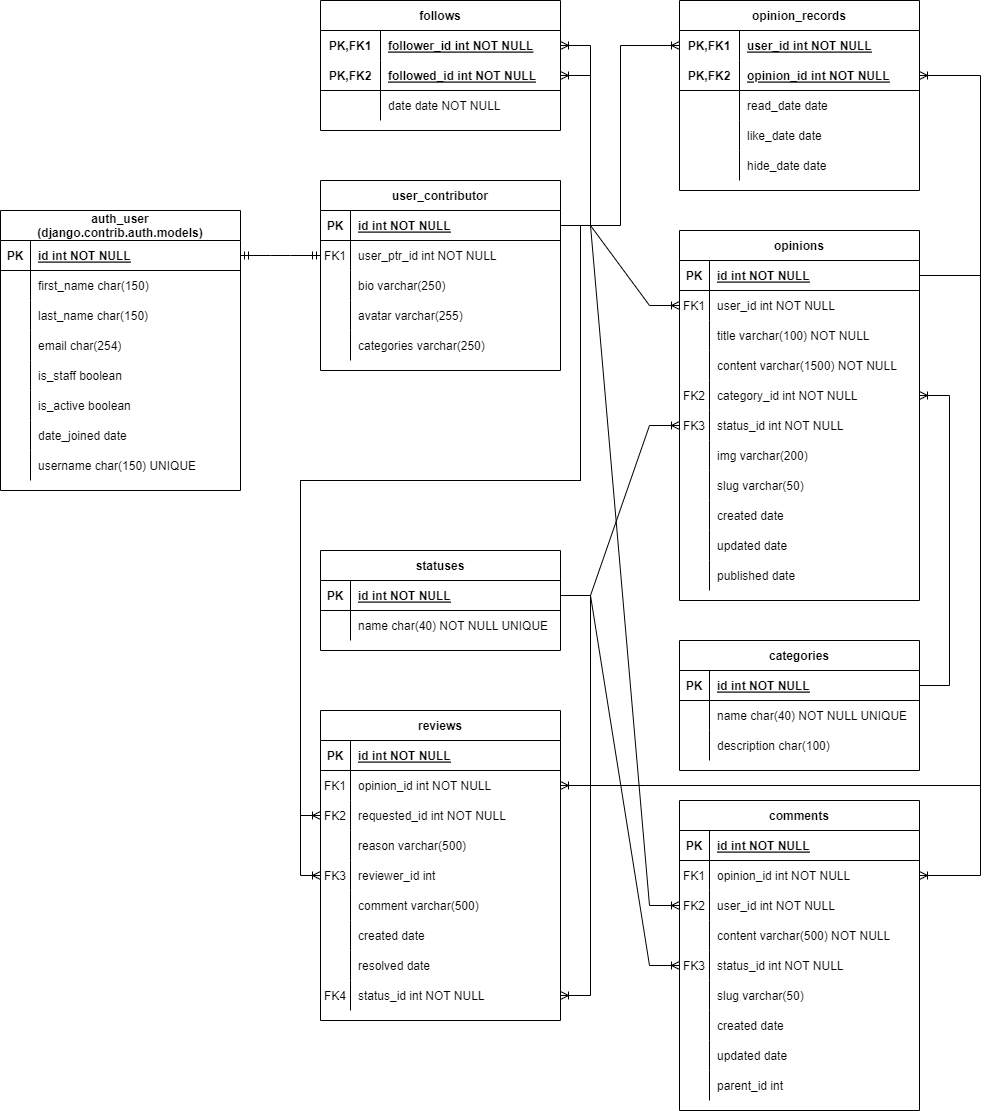 follows
PK,FK1 follower_id int NOT NULL
PK,FK2 followed_id int NOT NULL
date date NOT NULL
opinion_records
PK,FK1 user_id int NOT NULL
PK,FK2 opinion_id int NOT NULL
read_date date
like_date date
hide_date date
auth_user
(django.contrib.auth.models)
PK id int NOT NULL
first_name char(150)
last_name char(150)
email char(254)
is_staff boolean
is_active boolean
date_joined date
username char(150) UNIQUE
user_contributor
PK id int NOT NULL
FK1 user_ptr_id int NOT NULL
bio varchar(250)
avatar varchar(255)
categories varchar(250)
opinions
PK id int NOT NULL
FK1 user_id int NOT NULL
title varchar(100) NOT NULL
content varchar(1500) NOT NULL
FK2 category_id int NOT NULL
FK3 status_id int NOT NULL
img varchar(200)
slug varchar(50)
created date
updated date
published date
statuses
PK id int NOT NULL
name char(40) NOT NULL UNIQUE
categories
PK id int NOT NULL
name char(40) NOT NULL UNIQUE
description char(100)
reviews
PK id int NOT NULL
FK1 opinion_id int NOT NULL
FK2 requested_id int NOT NULL
reason varchar(500)
FK3 reviewer_id int
comment varchar(500)
created date
resolved date
FK4 status_id int NOT NULL
comments
PK id int NOT NULL
FK1 opinion_id int NOT NULL
FK2 user_id int NOT NULL
content varchar(500) NOT NULL
FK3 status_id int NOT NULL
slug varchar(50)
created date
updated date
parent_id int